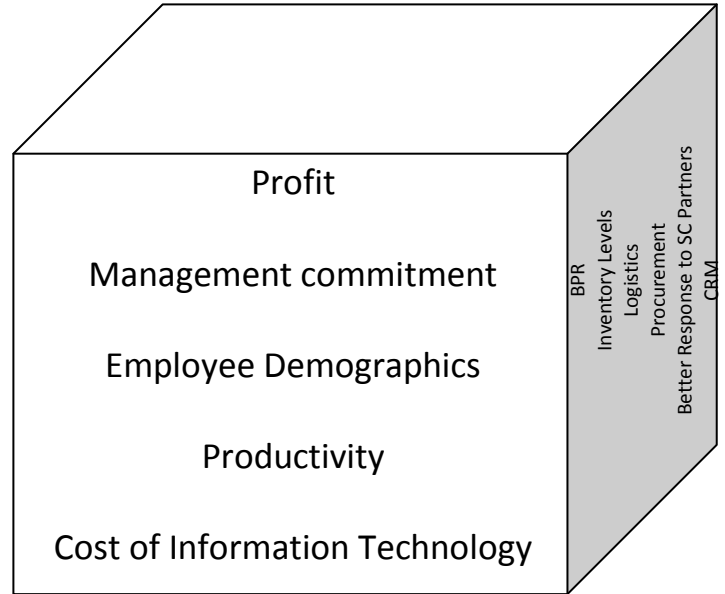 Profit
Management commitment
Employee Demographics
Productivity
Cost of Information Technology
BPR
Inventory Levels
Logistics
Procurement
Better Response to SC Partners
CRM